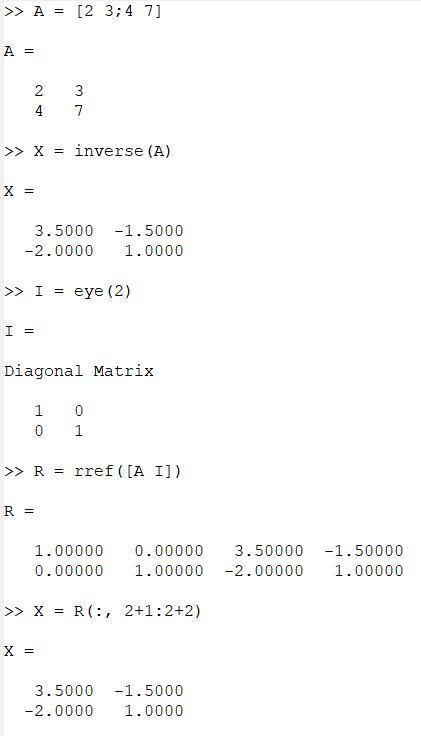 >> A = [2 3;4 7]
A =
2 3
4 7
>> X = inverse(A)
X =
3.5000 -1.5000
-2.0000 1.0000
>> I = eye(2)
I =
Diagonal Matrix
1 0
0 1
>> R = rref([A I])
R =
1.00000 0.00000 3.50000 -1.50000
0.00000 1.00000 -2.00000 1.00000
>> X = R(:, 2+1:2+2)
X =
3.5000 -1.5000
-2.0000 1.0000